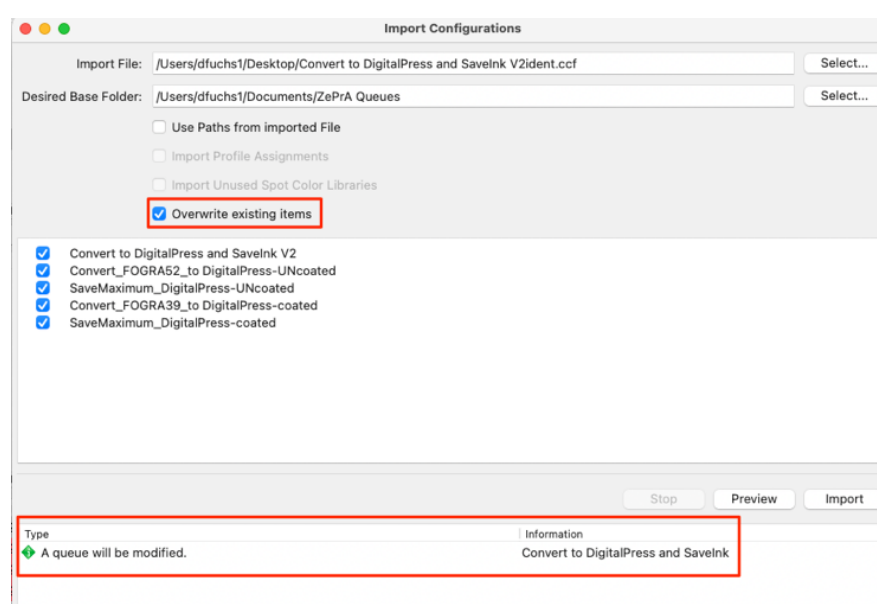 Import Configurations
Import File: /Users/dfuchs1/Desktop/Convert to DigitalPress and SaveInk V2ident.ccf Select...
Desired Base Folder: /Users/dfuchs1/Documents/ZePrA Queues Select...
Use Paths from imported File
Import Profile Assignments
Import Unused Spot Color Libraries
Overwrite existing items
Convert to DigitalPress and SaveInk V2
Convert_FOGRA52_to DigitalPress-UNcoated
SaveMaximum_DigitalPress-UNcoated
Convert_FOGRA39_to DigitalPress-coated
SaveMaximum_DigitalPress-coated
Stop Preview Import
Type Information
A queue will be modified. Convert to DigitalPress and SaveInk